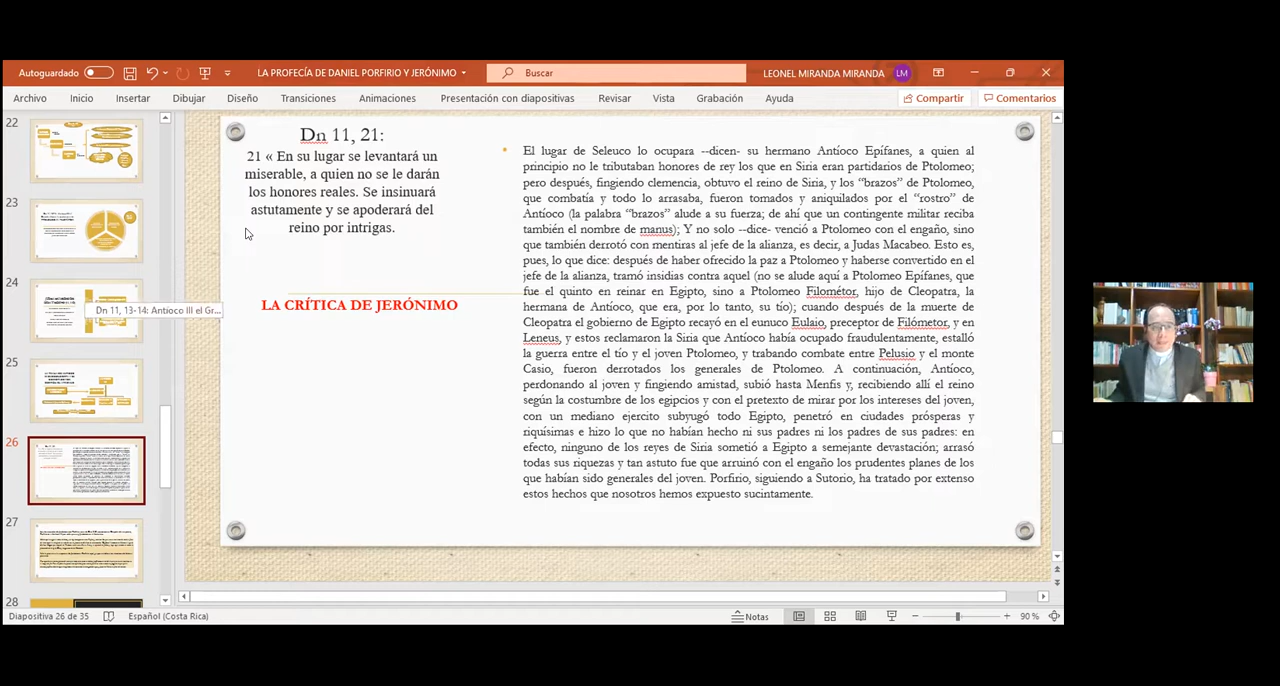 Autoguardado
LA PROFECÍA DE DANIEL PORFIRIO Y JERÓNIMO
Buscar
LEONEL MIRANDA MIRANDA
LM
Archivo Inicio Insertar Dibujar Diseño Transiciones Animaciones Presentación con diapositivas Revisar Vista Grabación Ayuda
Compartir
Comentarios
22
23
24
Dn 11, 13-14: Antíoco III el Gr...
25
26
27
28
Dn 11, 21:
21 « En su lugar se levantará un
miserable, a quien no se le darán
los honores reales. Se insinuará
astutamente y se apoderará del
reino por intrigas.
LA CRÍTICA DE JERÓNIMO
El lugar de Seleuco lo ocupara --dicen- su hermano Antíoco Epífanes, a quien al
principio no le tributaban honores de rey los que en Siria eran partidarios de Ptolomeo;
pero después, fingiendo clemencia, obtuvo el reino de Siria, y los “brazos” de Ptolomeo,
que combatía y todo lo arrasaba, fueron tomados y aniquilados por el “rostro” de
Antíoco (la palabra “brazos” alude a su fuerza; de ahí que un contingente militar reciba
también el nombre de manus); Y no solo --dice- venció a Ptolomeo con el engaño, sino
que también derrotó con mentiras al jefe de la alianza, es decir, a Judas Macabeo. Esto es,
pues, lo que dice: después de haber ofrecido la paz a Ptolomeo y haberse convertido en el
jefe de la alianza, tramó insidias contra aquel (no se alude aquí a Ptolomeo Epífanes, que
fue el quinto en reinar en Egipto, sino a Ptolomeo Filométor, hijo de Cleopatra, la
hermana de Antíoco, que era, por lo tanto, su tío); cuando después de la muerte de
Cleopatra el gobierno de Egipto recayó en el eunuco Eulaio, preceptor de Filómetor, y en
Leneus, y estos reclamaron la Siria que Antíoco había ocupado fraudulentamente, estalló
la guerra entre el tío y el joven Ptolomeo, y trabando combate entre Pelusio y el monte
Casio, fueron derrotados los generales de Ptolomeo. A continuación, Antíoco,
perdonando al joven y fingiendo amistad, subió hasta Menfis y, recibiendo allí el reino
según la costumbre de los egipcios y con el pretexto de mirar por los intereses del joven,
con un mediano ejercito subyugó todo Egipto, penetró en ciudades prósperas y
riquísimas e hizo lo que no habían hecho ni sus padres ni los padres de sus padres: en
efecto, ninguno de los reyes de Siria sometió a Egipto a semejante devastación; arrasó
todas sus riquezas y tan astuto fue que arruinó con el engaño los prudentes planes de los
que habían sido generales del joven. Porfirio, siguiendo a Sutorio, ha tratado por extenso
estos hechos que nosotros hemos expuesto sucintamente.
Diapositiva 26 de 35
Español (Costa Rica)
Notas
90 %